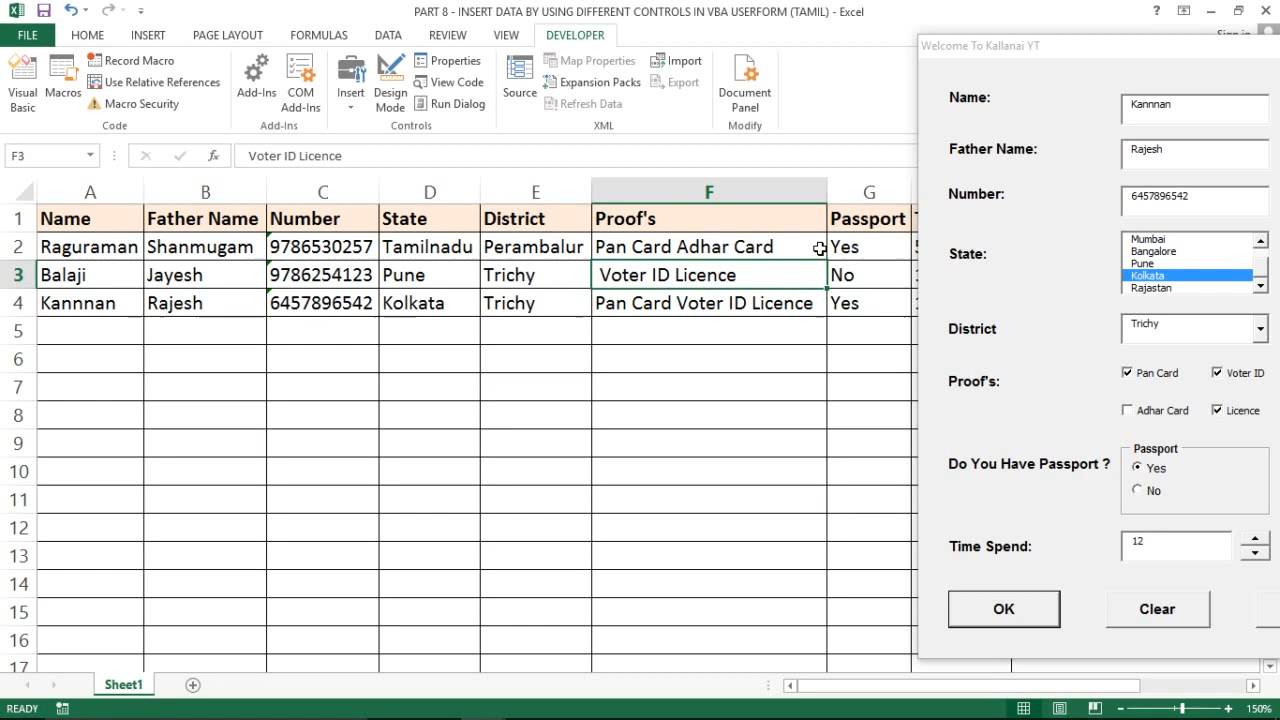 PART 8 - INSERT DATA BY USING DIFFERENT CONTROLS IN VBA USERFORM (TAMIL) - Excel
FILE HOME INSERT PAGE LAYOUT FORMULAS DATA REVIEW VIEW DEVELOPER
Visual Basic
Macros
Record Macro
Use Relative References
Macro Security
Code
Add-Ins
COM Add-Ins
Add-Ins
Insert
Design Mode
Properties
View Code
Run Dialog
Controls
Source
Map Properties
Expansion Packs
Refresh Data
Import
Export
XML
Document Panel
Modify
F3 fx Voter ID Licence
A B C D E F G
1 Name Father Name Number State District Proof's Passport
2 Raguraman Shanmugam 9786530257 Tamilnadu Perambalur Pan Card Adhar Card Yes
3 Balaji Jayesh 9786254123 Pune Trichy Voter ID Licence No
4 Kannnan Rajesh 6457896542 Kolkata Trichy Pan Card Voter ID Licence Yes
5
6
7
8
9
10
11
12
13
14
15
16
17
Welcome To Kallanai YT
Name: Kannnan
Father Name: Rajesh
Number: 6457896542
State:
Mumbai
Bangalore
Pune
Kolkata
Rajastan
District Trichy
Proof's:
Pan Card Voter ID
Adhar Card Licence
Do You Have Passport ?
Passport
Yes
No
Time Spend: 12
OK Clear
Sheet1
READY 150%